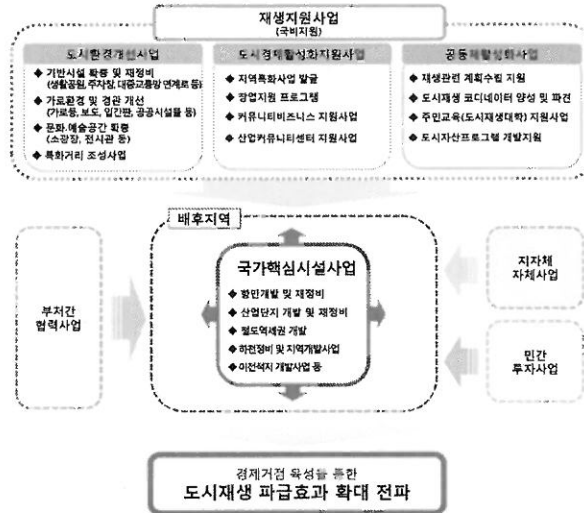 재생지원사업
(국비지원)
도시환경개선사업
◆ 기반시설 확충 및 재정비
(생활공원, 주차장, 대중교통망 연계로 등)
◆ 가로환경 및 경관 개선
(가로등, 보도, 입간판, 공공시설물 등)
◆ 문화·예술공간 확충
(소광장, 전시관 등)
◆ 특화거리 조성사업
도시경제활성화지원사업
◆ 지역특화사업 발굴
◆ 창업지원 프로그램
◆ 커뮤니티비즈니스 지원사업
◆ 산업커뮤니티센터 지원사업
공동체활성화사업
◆ 재생관련 계획수립 지원
◆ 도시재생 코디네이터 양성 및 파견
◆ 주민교육(도시재생대학) 지원사업
◆ 도시자산프로그램 개발지원
배후지역
국가핵심시설사업
◆ 항만개발 및 재정비
◆ 산업단지 개발 및 재정비
◆ 철도역세권 개발
◆ 하천정비 및 지역개발사업
◆ 이전적지 개발사업 등
부처간
협력사업
지자체
자체사업
민간
투자사업
경제거점 육성을 통한
도시재생 파급효과 확대 전파